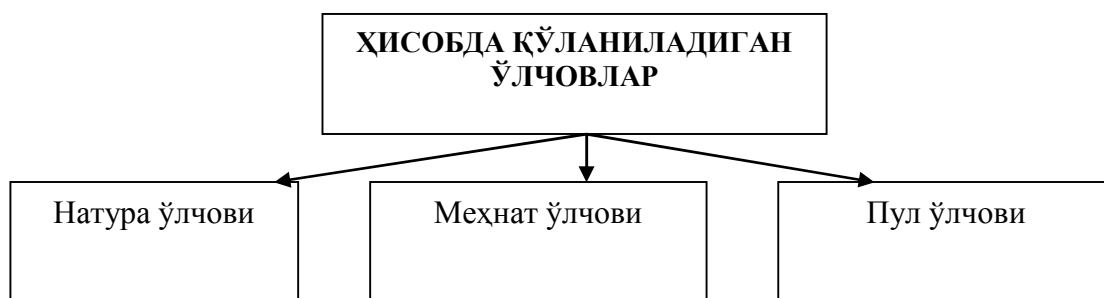 ҲИСОБДА ҚЎЛАНИЛАДИГАН
ЎЛЧОВЛАР
Натура ўлчови
Меҳнат ўлчови
Пул ўлчови